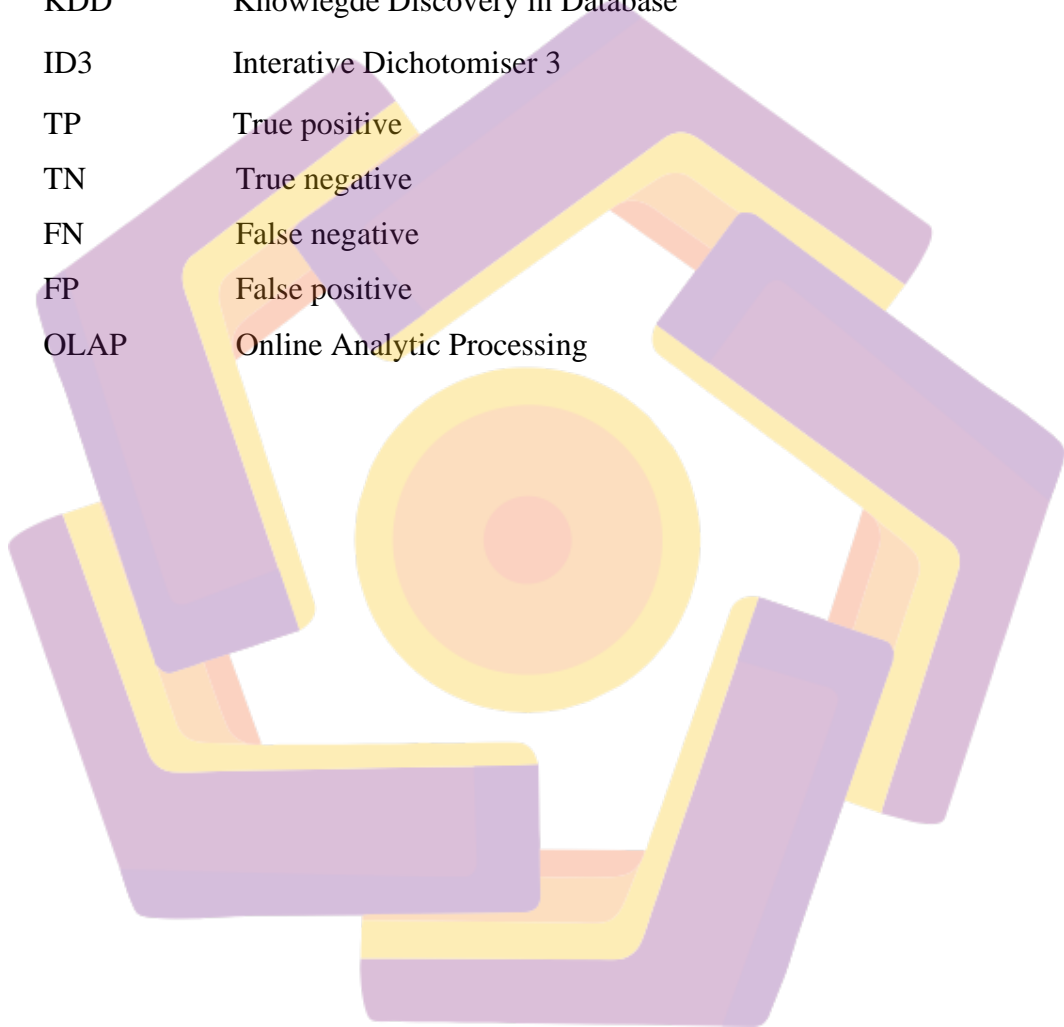 KDD Knowlegde Discovery in Database
ID3 Interative Dichotomiser 3
TP True positive
TN True negative
FN False negative
FP False positive
OLAP Online Analytic Processing